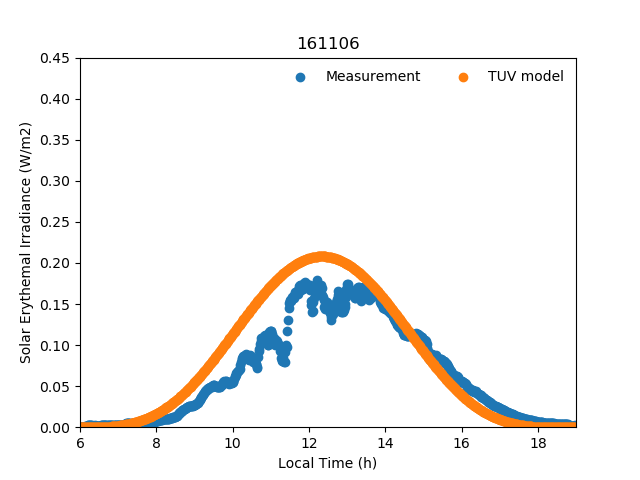 161106
Measurement
TUV model
0.45
0.40
0.35
0.30
0.25
0.20
0.15
0.10
0.05
0.00
Solar Erythemal Irradiance (W/m2)
6 8 10 12 14 16 18
Local Time (h)